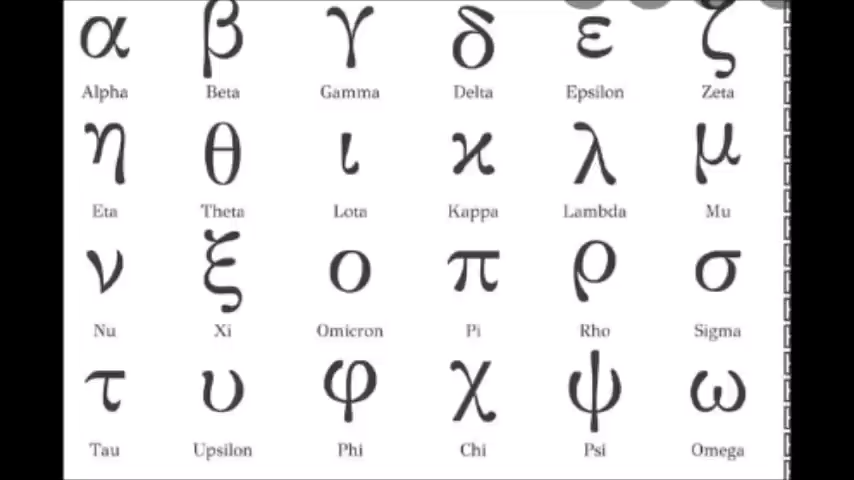 α β γ δ ε ζ
Alpha Beta Gamma Delta Epsilon Zeta
η θ ι ϰ λ μ
Eta Theta Lota Kappa Lambda Mu
ν ξ ο π ρ σ
Nu Xi Omicron Pi Rho Sigma
τ υ φ χ ψ ω
Tau Upsilon Phi Chi Psi Omega